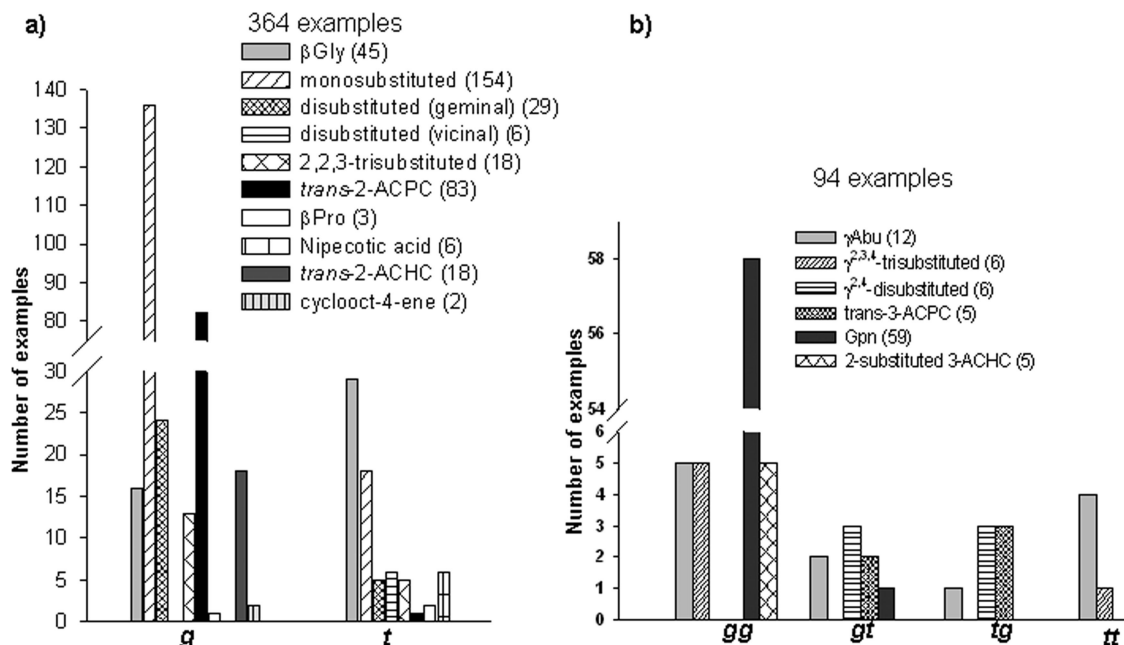 a)
364 examples
βGly (45)
monosubstituted (154)
disubstituted (geminal) (29)
disubstituted (vicinal) (6)
2,2,3-trisubstituted (18)
trans-2-ACPC (83)
βPro (3)
Nipecotic acid (6)
trans-2-ACHC (18)
cyclooct-4-ene (2)
Number of examples
140
130
120
110
100
90
80
30
25
20
15
10
5
0
g
t
b)
94 examples
γAbu (12)
γ2,3,4-trisubstituted (6)
γ2,4-disubstituted (6)
trans-3-ACPC (5)
Gpn (59)
2-substituted 3-ACHC (5)
Number of examples
58
56
54
6
5
4
3
2
1
0
gg
gt
tg
tt